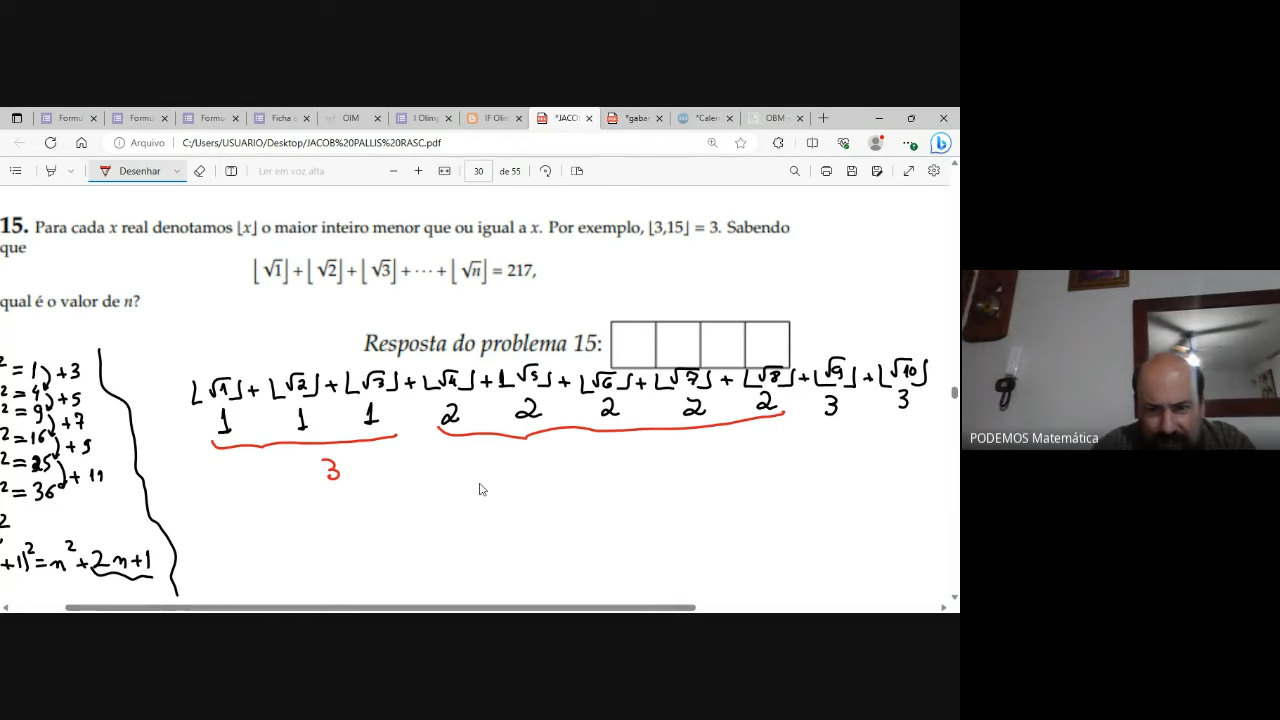 Formu
Formu
Formu
Ficha u
OIM
I Olimp
IF Olim
*JACO
*gabar
*Calen
OBM -
Arquivo
C:/Users/USUARIO/Desktop/JACOB%20PALLIS%20RASC.pdf
Desenhar
Ler em voz alta
30
de 55
15. Para cada x real denotamos ⌊x⌋ o maior inteiro menor que ou igual a x. Por exemplo, ⌊3,15⌋ = 3. Sabendo
que
⌊√1⌋ + ⌊√2⌋ + ⌊√3⌋ + ··· + ⌊√n⌋ = 217,
qual é o valor de n?
Resposta do problema 15:
⌊√1⌋ + ⌊√2⌋ + ⌊√3⌋ + ⌊√4⌋ + ⌊√5⌋ + ⌊√6⌋ + ⌊√7⌋ + ⌊√8⌋ + ⌊√9⌋ + ⌊√10⌋
1 1 1 2 2 2 2 2 3 3
3
² = 1 +3
² = 4 +5
² = 9 +7
² = 16 +9
² = 25 + 11
² = 36
2
+1)² = n² + 2n+1
PODEMOS Matemática